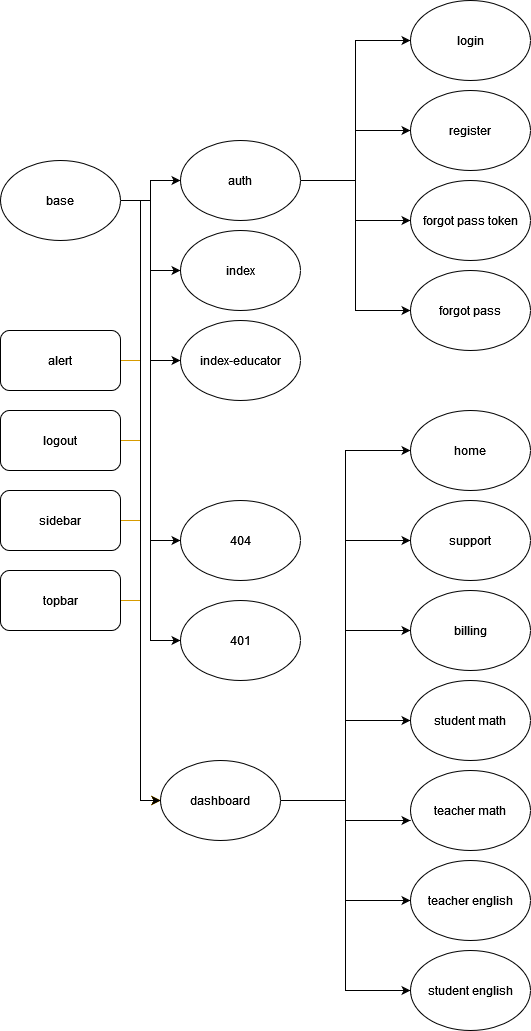 login
register
auth
base
forgot pass token
index
forgot pass
alert
index-educator
logout
home
sidebar
404
support
topbar
401
billing
student math
dashboard
teacher math
teacher english
student english